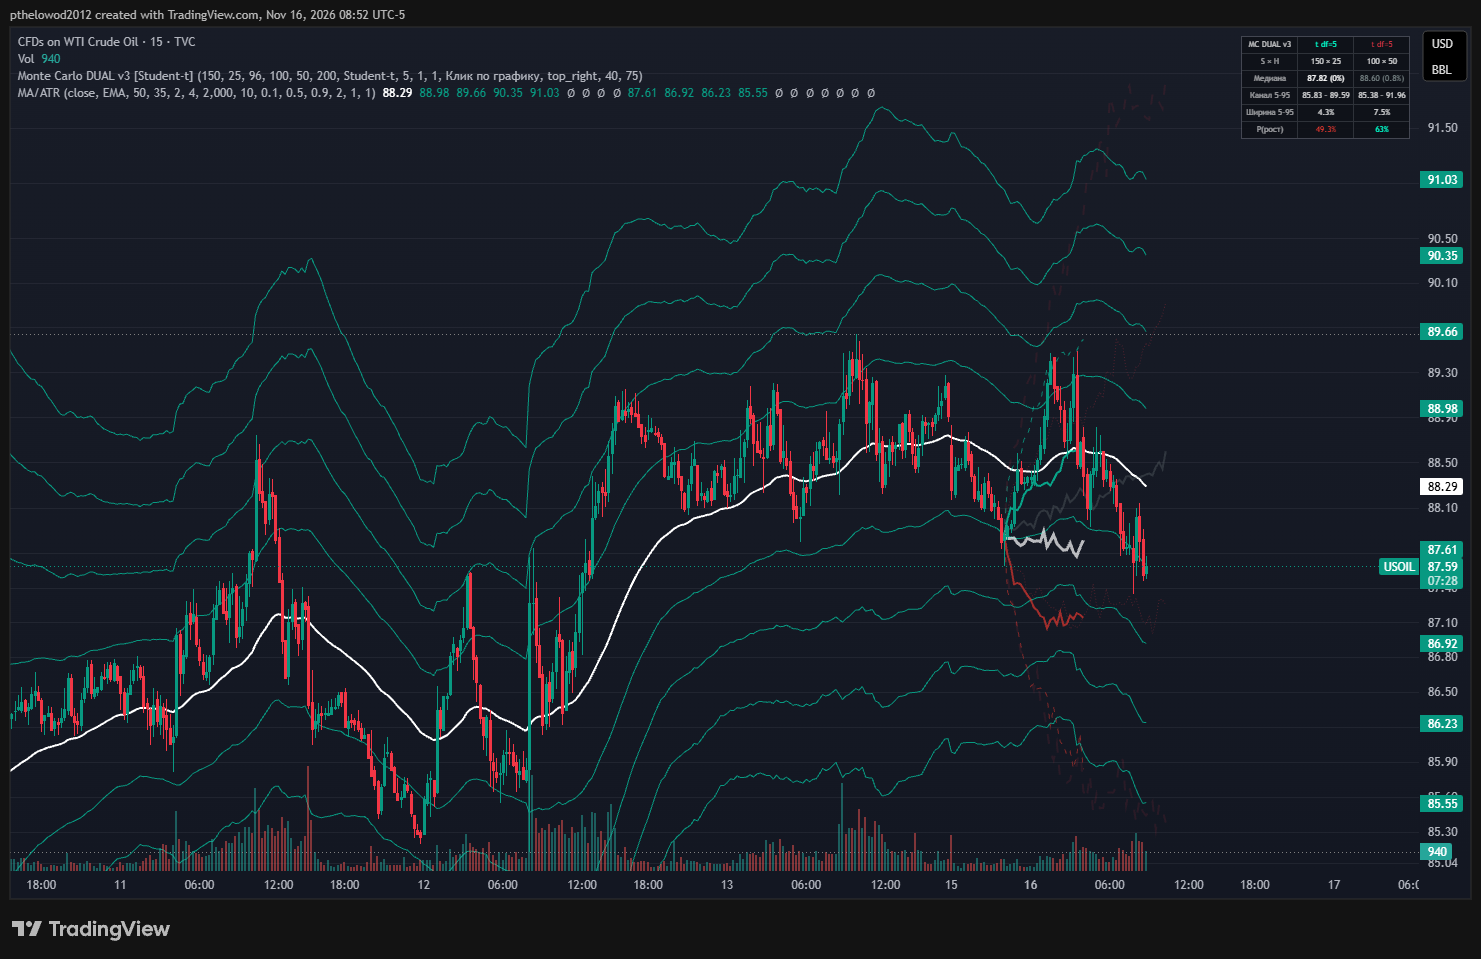 pthelowod2012 created with TradingView.com, Nov 16, 2026 08:52 UTC-5
CFDs on WTI Crude Oil · 15 · TVC
Vol 940
Monte Carlo DUAL v3 [Student-t] (150, 25, 96, 100, 50, 200, Student-t, 5, 1, 1, Клик по графику, top_right, 40, 75)
MA/ATR (close, EMA, 50, 35, 2, 4, 2,000, 10, 0.1, 0.5, 0.9, 2, 1, 1) 88.29 88.98 89.66 90.35 91.03 ∅ ∅ ∅ ∅ 87.61 86.92 86.23 85.55 ∅ ∅ ∅ ∅ ∅ ∅ ∅
MC DUAL v3 t df=5 t df=5
S × H 150 × 25 100 × 50
Медиана 87.82 (0%) 88.60 (0.8%)
Канал 5-95 85.83 - 89.59 85.38 - 91.96
Ширина 5-95 4.3% 7.5%
P(рост) 49.3% 63%
USD
BBL
91.50
91.03
90.50
90.35
90.10
89.66
89.30
88.98
88.90
88.50
88.29
88.10
87.61
USOIL 87.59
07:28
87.40
87.10
86.92
86.80
86.50
86.23
85.90
85.60
85.55
85.30
940
85.04
18:00 11 06:00 12:00 18:00 12 06:00 12:00 18:00 13 06:00 12:00 15 16 06:00 12:00 18:00 17
TradingView